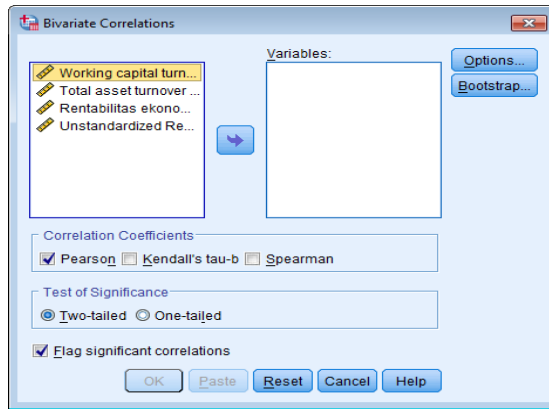 Bivariate Correlations
Variables:
Working capital turn...
Total asset turnover ...
Rentabilitas ekono...
Unstandardized Re...
Options...
Bootstrap...
Correlation Coefficients
Pearson Kendall's tau-b Spearman
Test of Significance
Two-tailed One-tailed
Flag significant correlations
OK Paste Reset Cancel Help